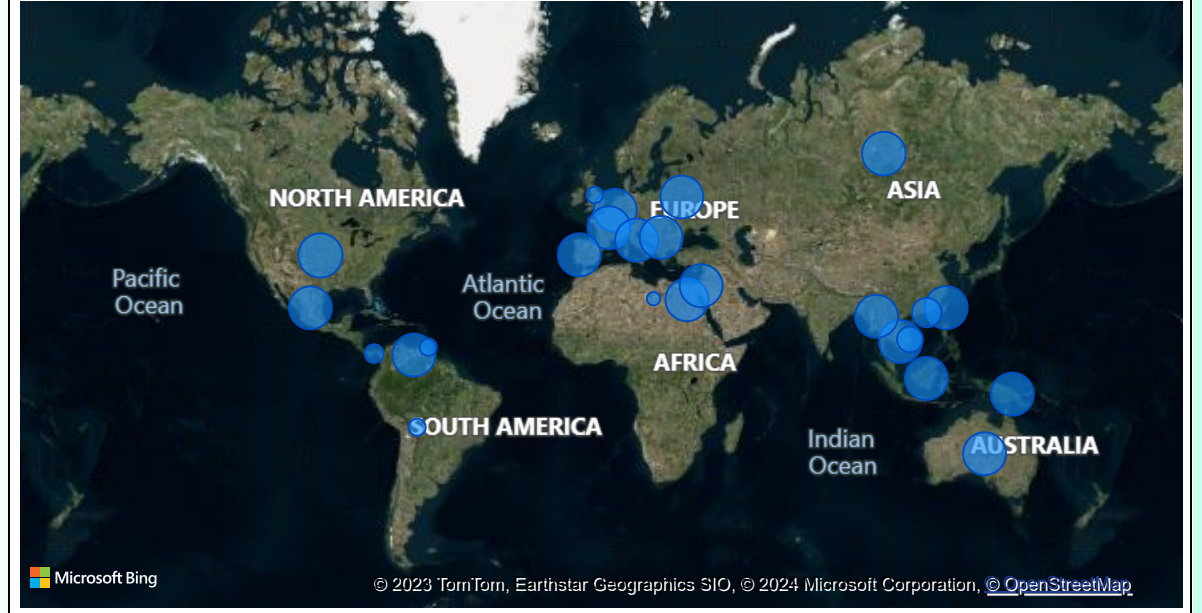 NORTH AMERICA
ASIA
EUROPE
Pacific
Ocean
Atlantic
Ocean
AFRICA
SOUTH AMERICA
Indian
Ocean
AUSTRALIA
Microsoft Bing
© 2023 TomTom, Earthstar Geographics SIO, © 2024 Microsoft Corporation, © OpenStreetMap